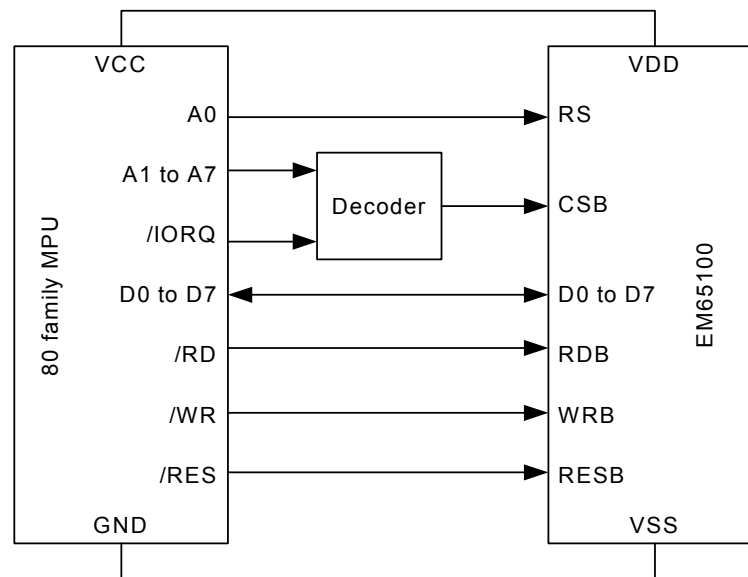 VCC
VDD
A0
RS
A1 to A7
Decoder
CSB
/IORQ
80 family MPU
D0 to D7
D0 to D7
EM65100
/RD
RDB
/WR
WRB
/RES
RESB
GND
VSS